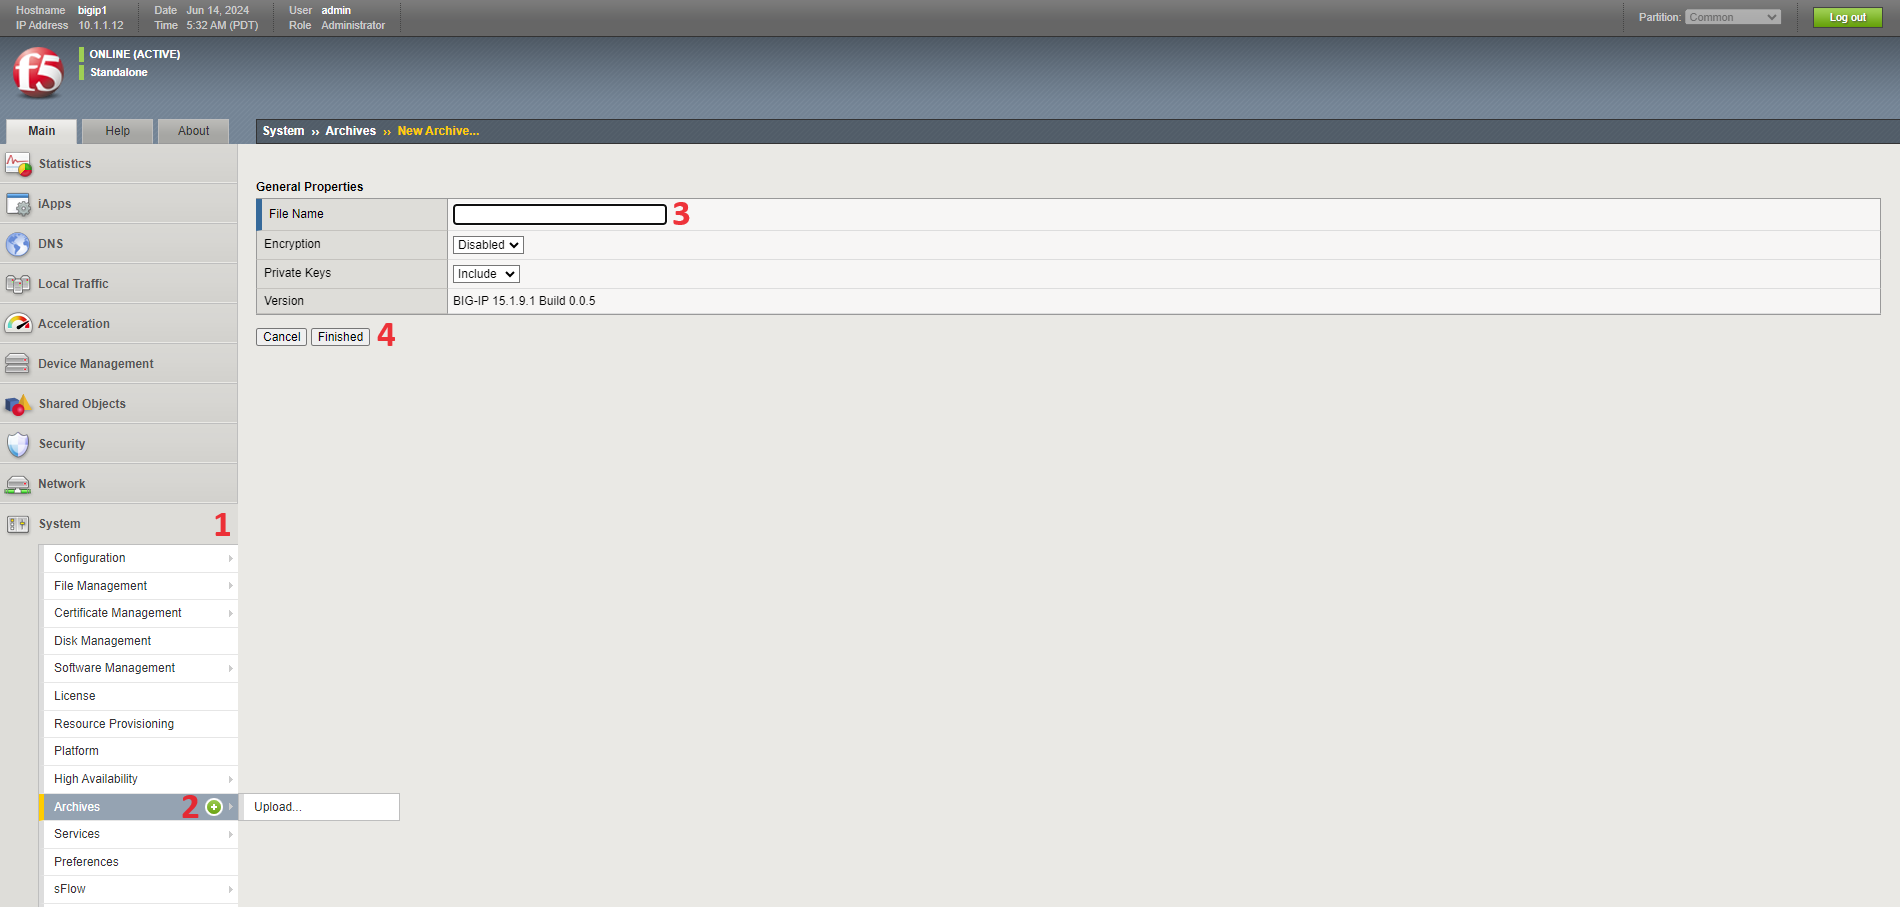 Hostname bigip1 Date Jun 14, 2024 User admin
IP Address 10.1.1.12 Time 5:32 AM (PDT) Role Administrator
Partition: Common Log out
f5
ONLINE (ACTIVE)
Standalone
Main Help About
System ›› Archives ›› New Archive...
Statistics
iApps
DNS
Local Traffic
Acceleration
Device Management
Shared Objects
Security
Network
System 1
Configuration
File Management
Certificate Management
Disk Management
Software Management
License
Resource Provisioning
Platform
High Availability
Archives 2 Upload...
Services
Preferences
sFlow
General Properties
File Name 3
Encryption Disabled
Private Keys Include
Version BIG-IP 15.1.9.1 Build 0.0.5
Cancel Finished 4